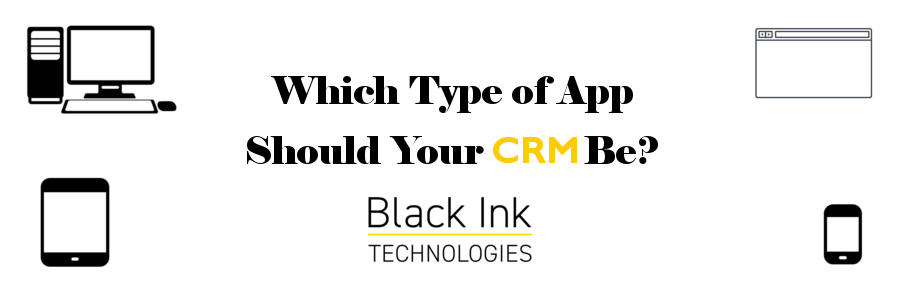 Which Type of App
Should Your CRM Be?
Black Ink
TECHNOLOGIES